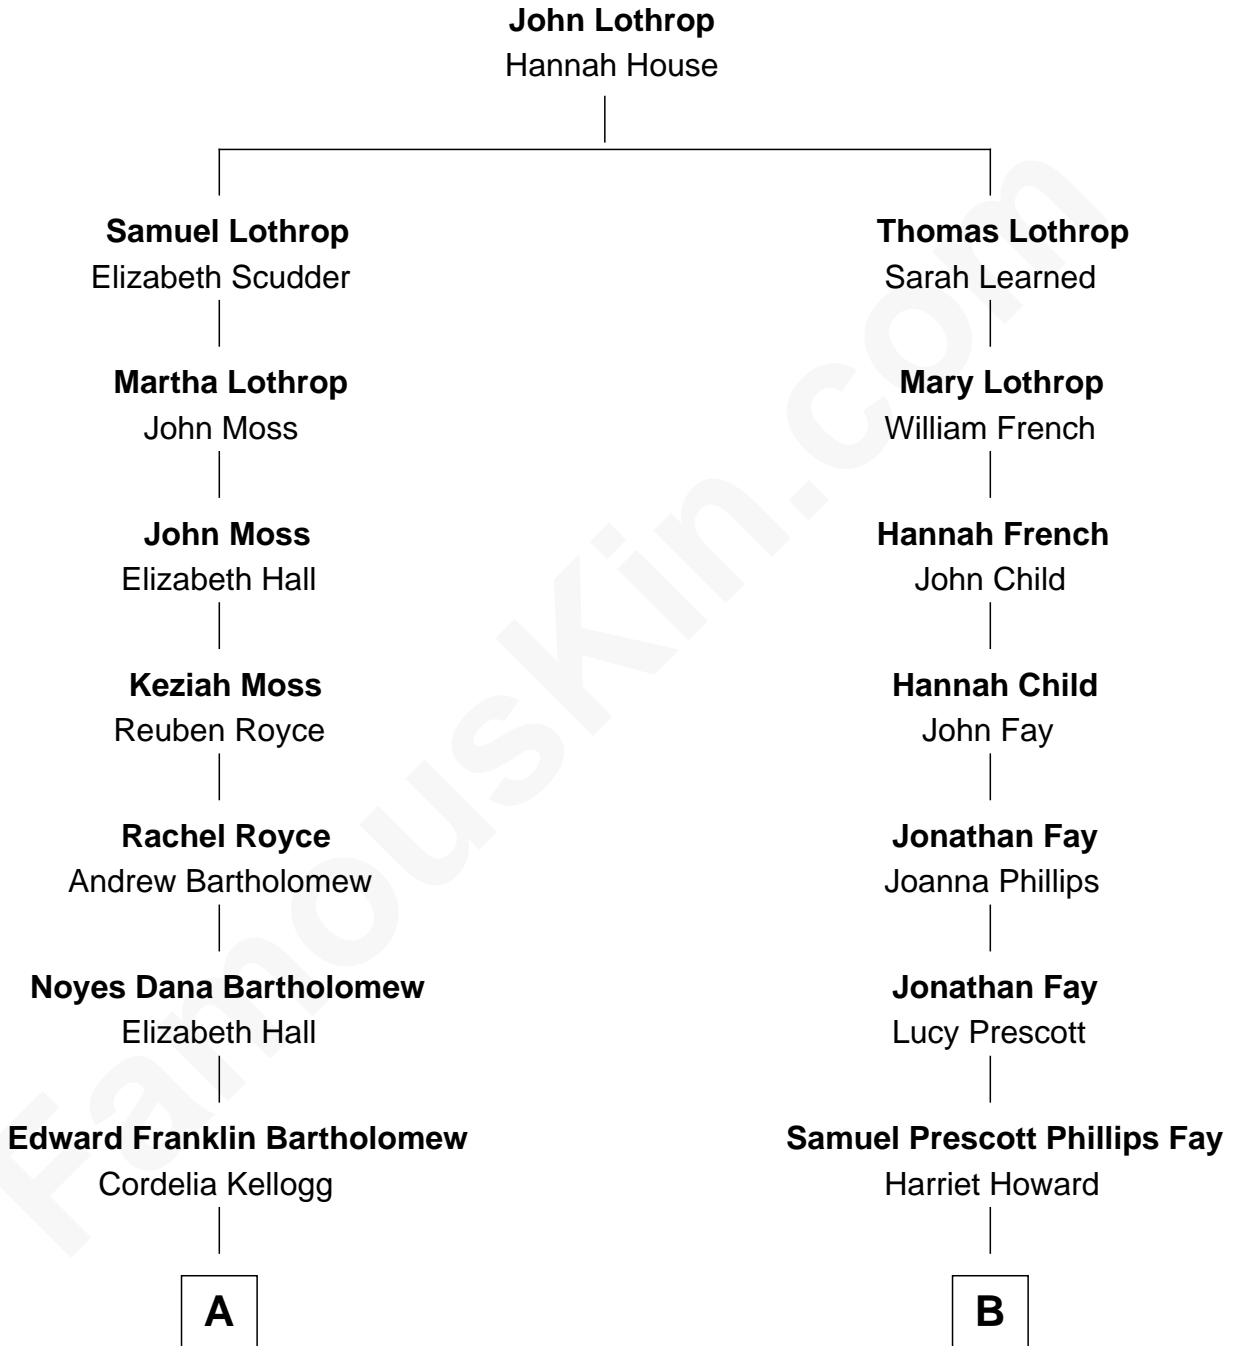 John Lothrop
Hannah House
Samuel Lothrop
Elizabeth Scudder
Thomas Lothrop
Sarah Learned
Martha Lothrop
John Moss
Mary Lothrop
William French
John Moss
Elizabeth Hall
Hannah French
John Child
Keziah Moss
Reuben Royce
Hannah Child
John Fay
Rachel Royce
Andrew Bartholomew
Jonathan Fay
Joanna Phillips
Noyes Dana Bartholomew
Elizabeth Hall
Jonathan Fay
Lucy Prescott
Edward Franklin Bartholomew
Cordelia Kellogg
Samuel Prescott Phillips Fay
Harriet Howard
A
B
FamousKin.com